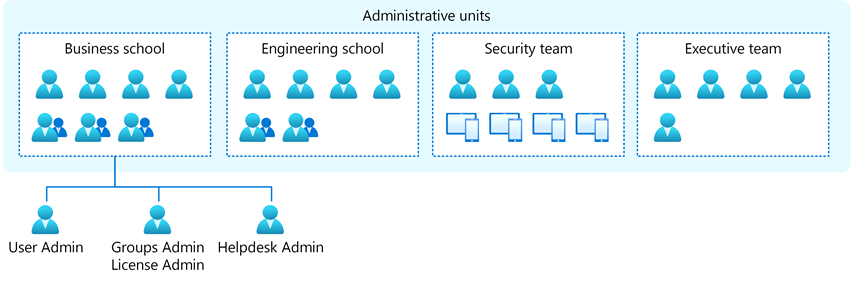 Administrative units
Business school
Engineering school
Security team
Executive team
User Admin
Groups Admin
License Admin
Helpdesk Admin